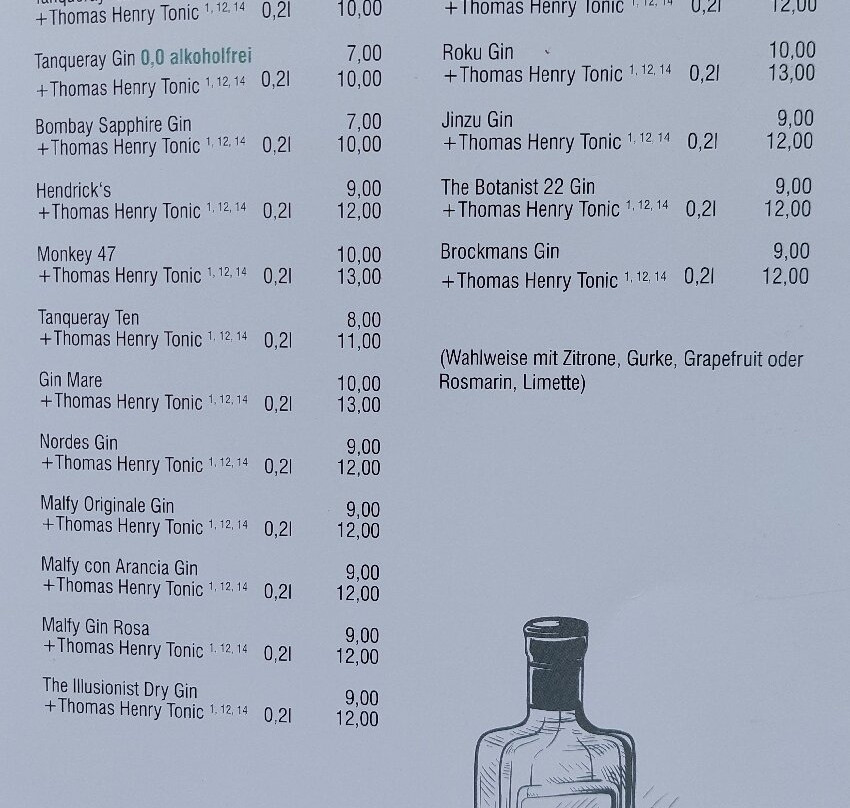 +Thomas Henry Tonic 1, 12, 14 0,2l 10,00
Tanqueray Gin 0,0 alkoholfrei 7,00
+Thomas Henry Tonic 1, 12, 14 0,2l 10,00
Bombay Sapphire Gin 7,00
+Thomas Henry Tonic 1, 12, 14 0,2l 10,00
Hendrick‘s 9,00
+Thomas Henry Tonic 1, 12, 14 0,2l 12,00
Monkey 47 10,00
+Thomas Henry Tonic 1, 12, 14 0,2l 13,00
Tanqueray Ten 8,00
+Thomas Henry Tonic 1, 12, 14 0,2l 11,00
Gin Mare 10,00
+Thomas Henry Tonic 1, 12, 14 0,2l 13,00
Nordes Gin 9,00
+Thomas Henry Tonic 1, 12, 14 0,2l 12,00
Malfy Originale Gin 9,00
+Thomas Henry Tonic 1, 12, 14 0,2l 12,00
Malfy con Arancia Gin 9,00
+Thomas Henry Tonic 1, 12, 14 0,2l 12,00
Malfy Gin Rosa 9,00
+Thomas Henry Tonic 1, 12, 14 0,2l 12,00
The Illusionist Dry Gin 9,00
+Thomas Henry Tonic 1, 12, 14 0,2l 12,00
+Thomas Henry Tonic 1, 12, 14 0,2l 12,00
Roku Gin 10,00
+Thomas Henry Tonic 1, 12, 14 0,2l 13,00
Jinzu Gin 9,00
+Thomas Henry Tonic 1, 12, 14 0,2l 12,00
The Botanist 22 Gin 9,00
+Thomas Henry Tonic 1, 12, 14 0,2l 12,00
Brockmans Gin 9,00
+Thomas Henry Tonic 1, 12, 14 0,2l 12,00
(Wahlweise mit Zitrone, Gurke, Grapefruit oder
Rosmarin, Limette)